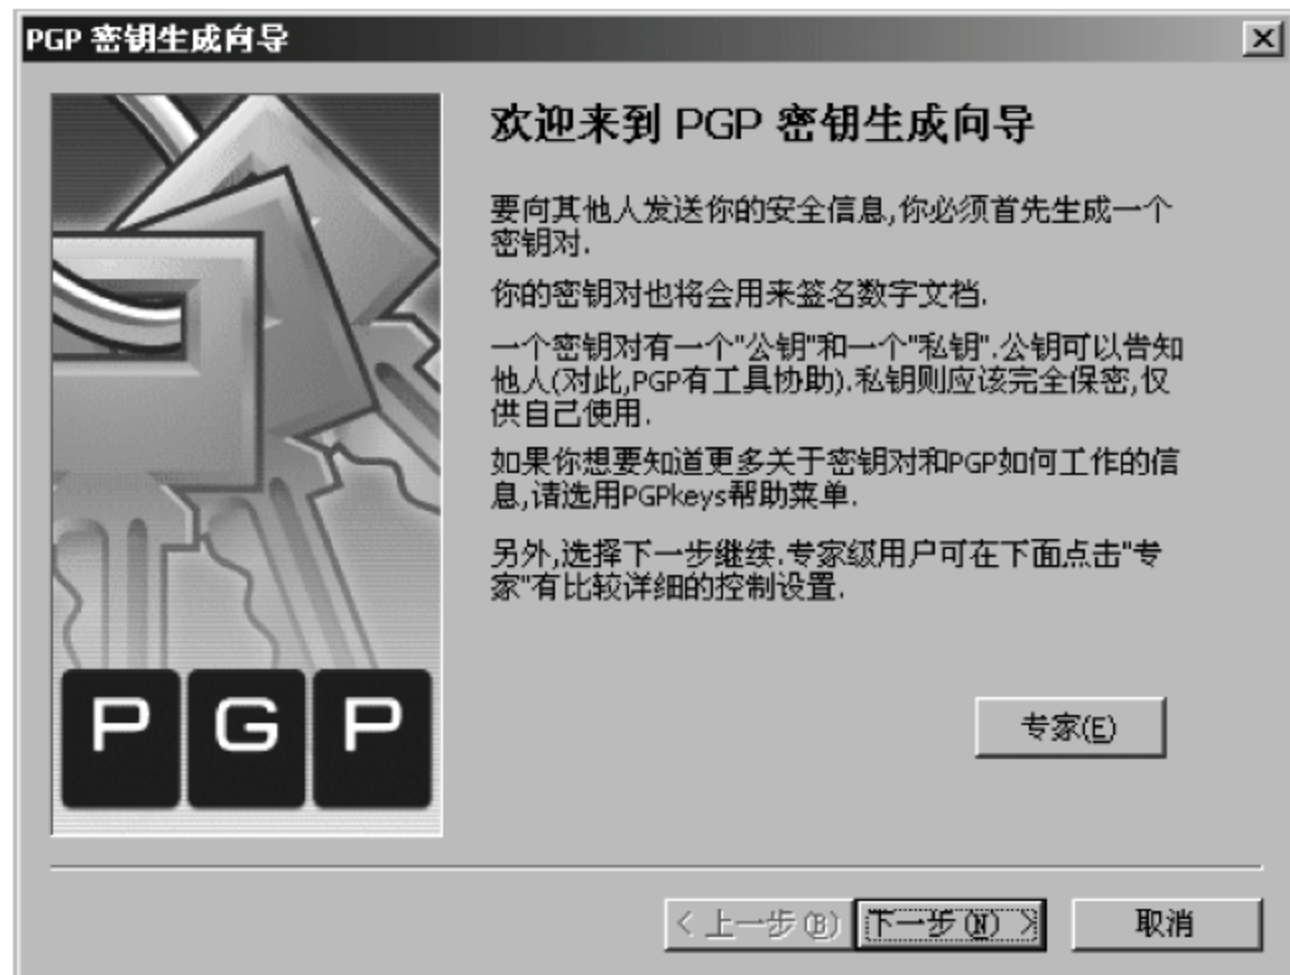 PGP 密钥生成向导
欢迎来到 PGP 密钥生成向导
要向其他人发送你的安全信息,你必须首先生成一个
密钥对.
你的密钥对也将会用来签名数字文档.
一个密钥对有一个"公钥"和一个"私钥".公钥可以告知
他人(对此,PGP有工具协助).私钥则应该完全保密,仅
供自己使用.
如果你想要知道更多关于密钥对和PGP如何工作的信
息,请选用PGPkeys帮助菜单.
另外,选择下一步继续.专家级用户可在下面点击"专
家"有比较详细的控制设置.
专家(E)
P G P
< 上一步(B) 下一步(N) > 取消